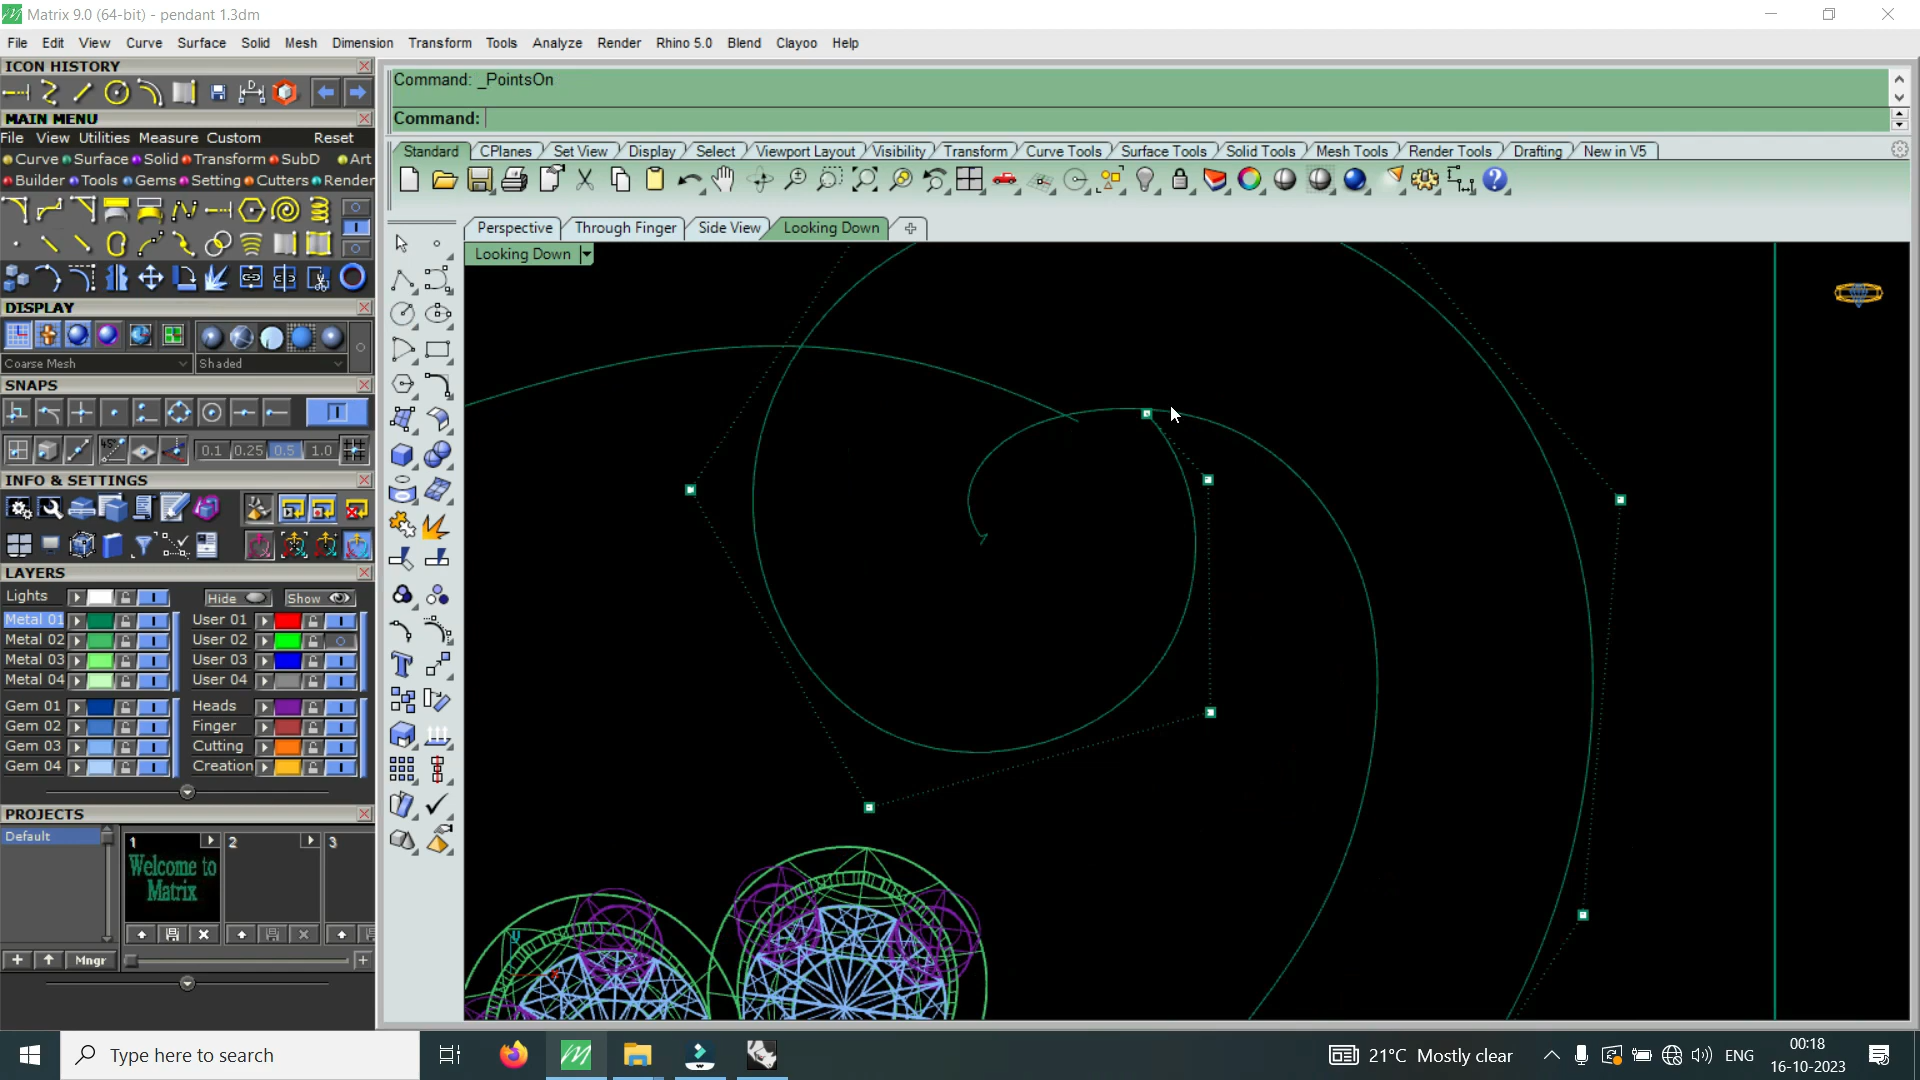 Matrix 9.0 (64-bit) - pendant 1.3dm
File Edit View Curve Surface Solid Mesh Dimension Transform Tools Analyze Render Rhino 5.0 Blend Clayoo Help
ICON HISTORY
MAIN MENU
File View Utilities Measure Custom Reset
Curve Surface Solid Transform SubD Art
Builder Tools Gems Setting Cutters Render
DISPLAY
Coarse Mesh Shaded
SNAPS
0.1 0.25 0.5 1.0
INFO & SETTINGS
LAYERS
Lights Hide Show
Metal 01 User 01
Metal 02 User 02
Metal 03 User 03
Metal 04 User 04
Gem 01 Heads
Gem 02 Finger
Gem 03 Cutting
Gem 04 Creation
PROJECTS
Default
1 2 3
Welcome to
Matrix
Mngr
Command: _PointsOn
Command:
Standard CPlanes Set View Display Select Viewport Layout Visibility Transform Curve Tools Surface Tools Solid Tools Mesh Tools Render Tools Drafting New in V5
Perspective Through Finger Side View Looking Down
Looking Down
Type here to search
21°C Mostly clear
ENG
00:18
16-10-2023